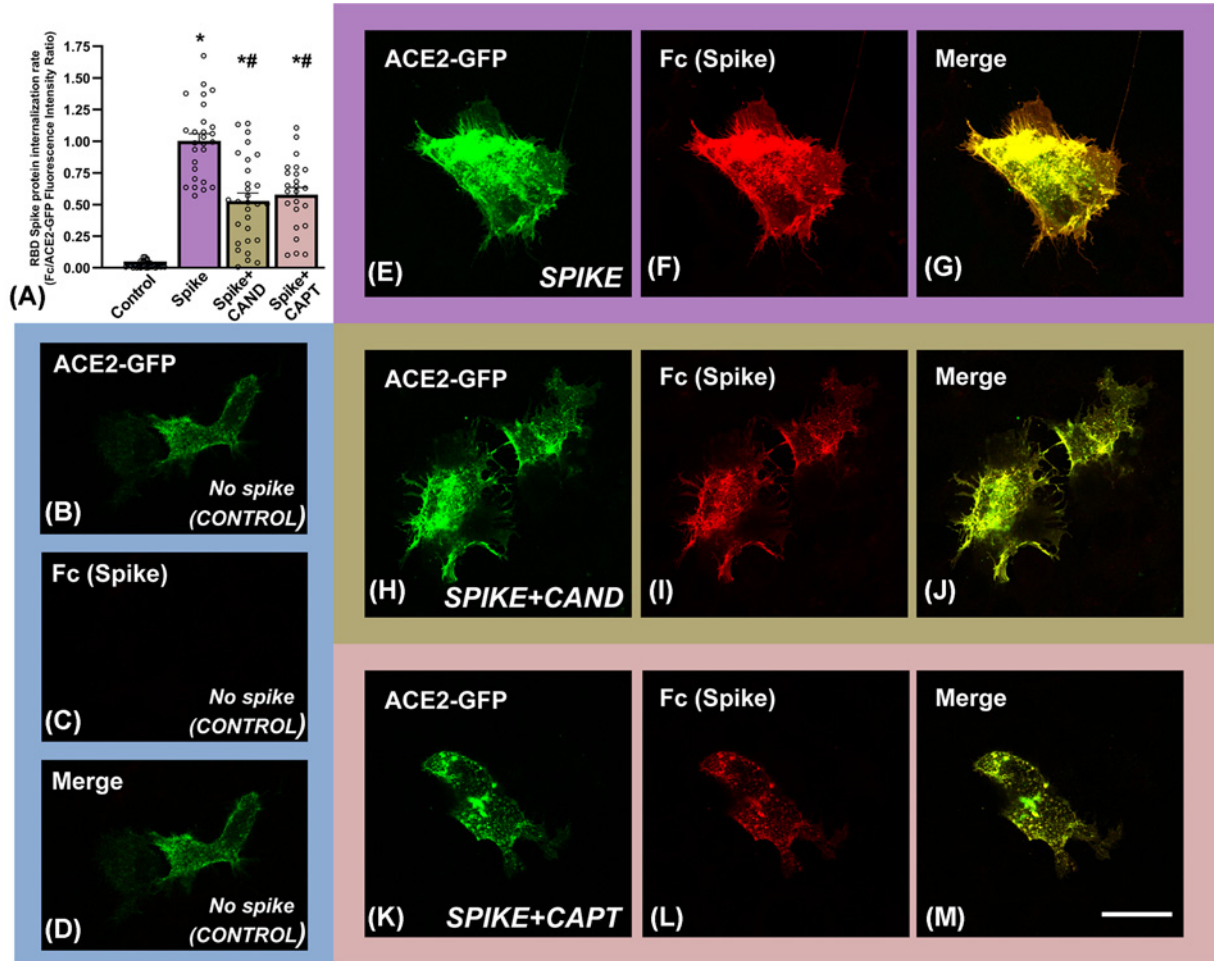 RBD Spike protein internalization rate
(Fc/ACE2-GFP Fluorescence Intensity Ratio)
1.75
1.50
1.25
1.00
0.75
0.50
0.25
0.00
*
*#
*#
Control
Spike
Spike+
CAND
Spike+
CAPT
(A)
ACE2-GFP
No spike
(CONTROL)
(B)
Fc (Spike)
No spike
(CONTROL)
(C)
Merge
No spike
(CONTROL)
(D)
ACE2-GFP
(E)
SPIKE
Fc (Spike)
(F)
Merge
(G)
ACE2-GFP
(H)
SPIKE+CAND
Fc (Spike)
(I)
Merge
(J)
ACE2-GFP
(K)
SPIKE+CAPT
Fc (Spike)
(L)
Merge
(M)